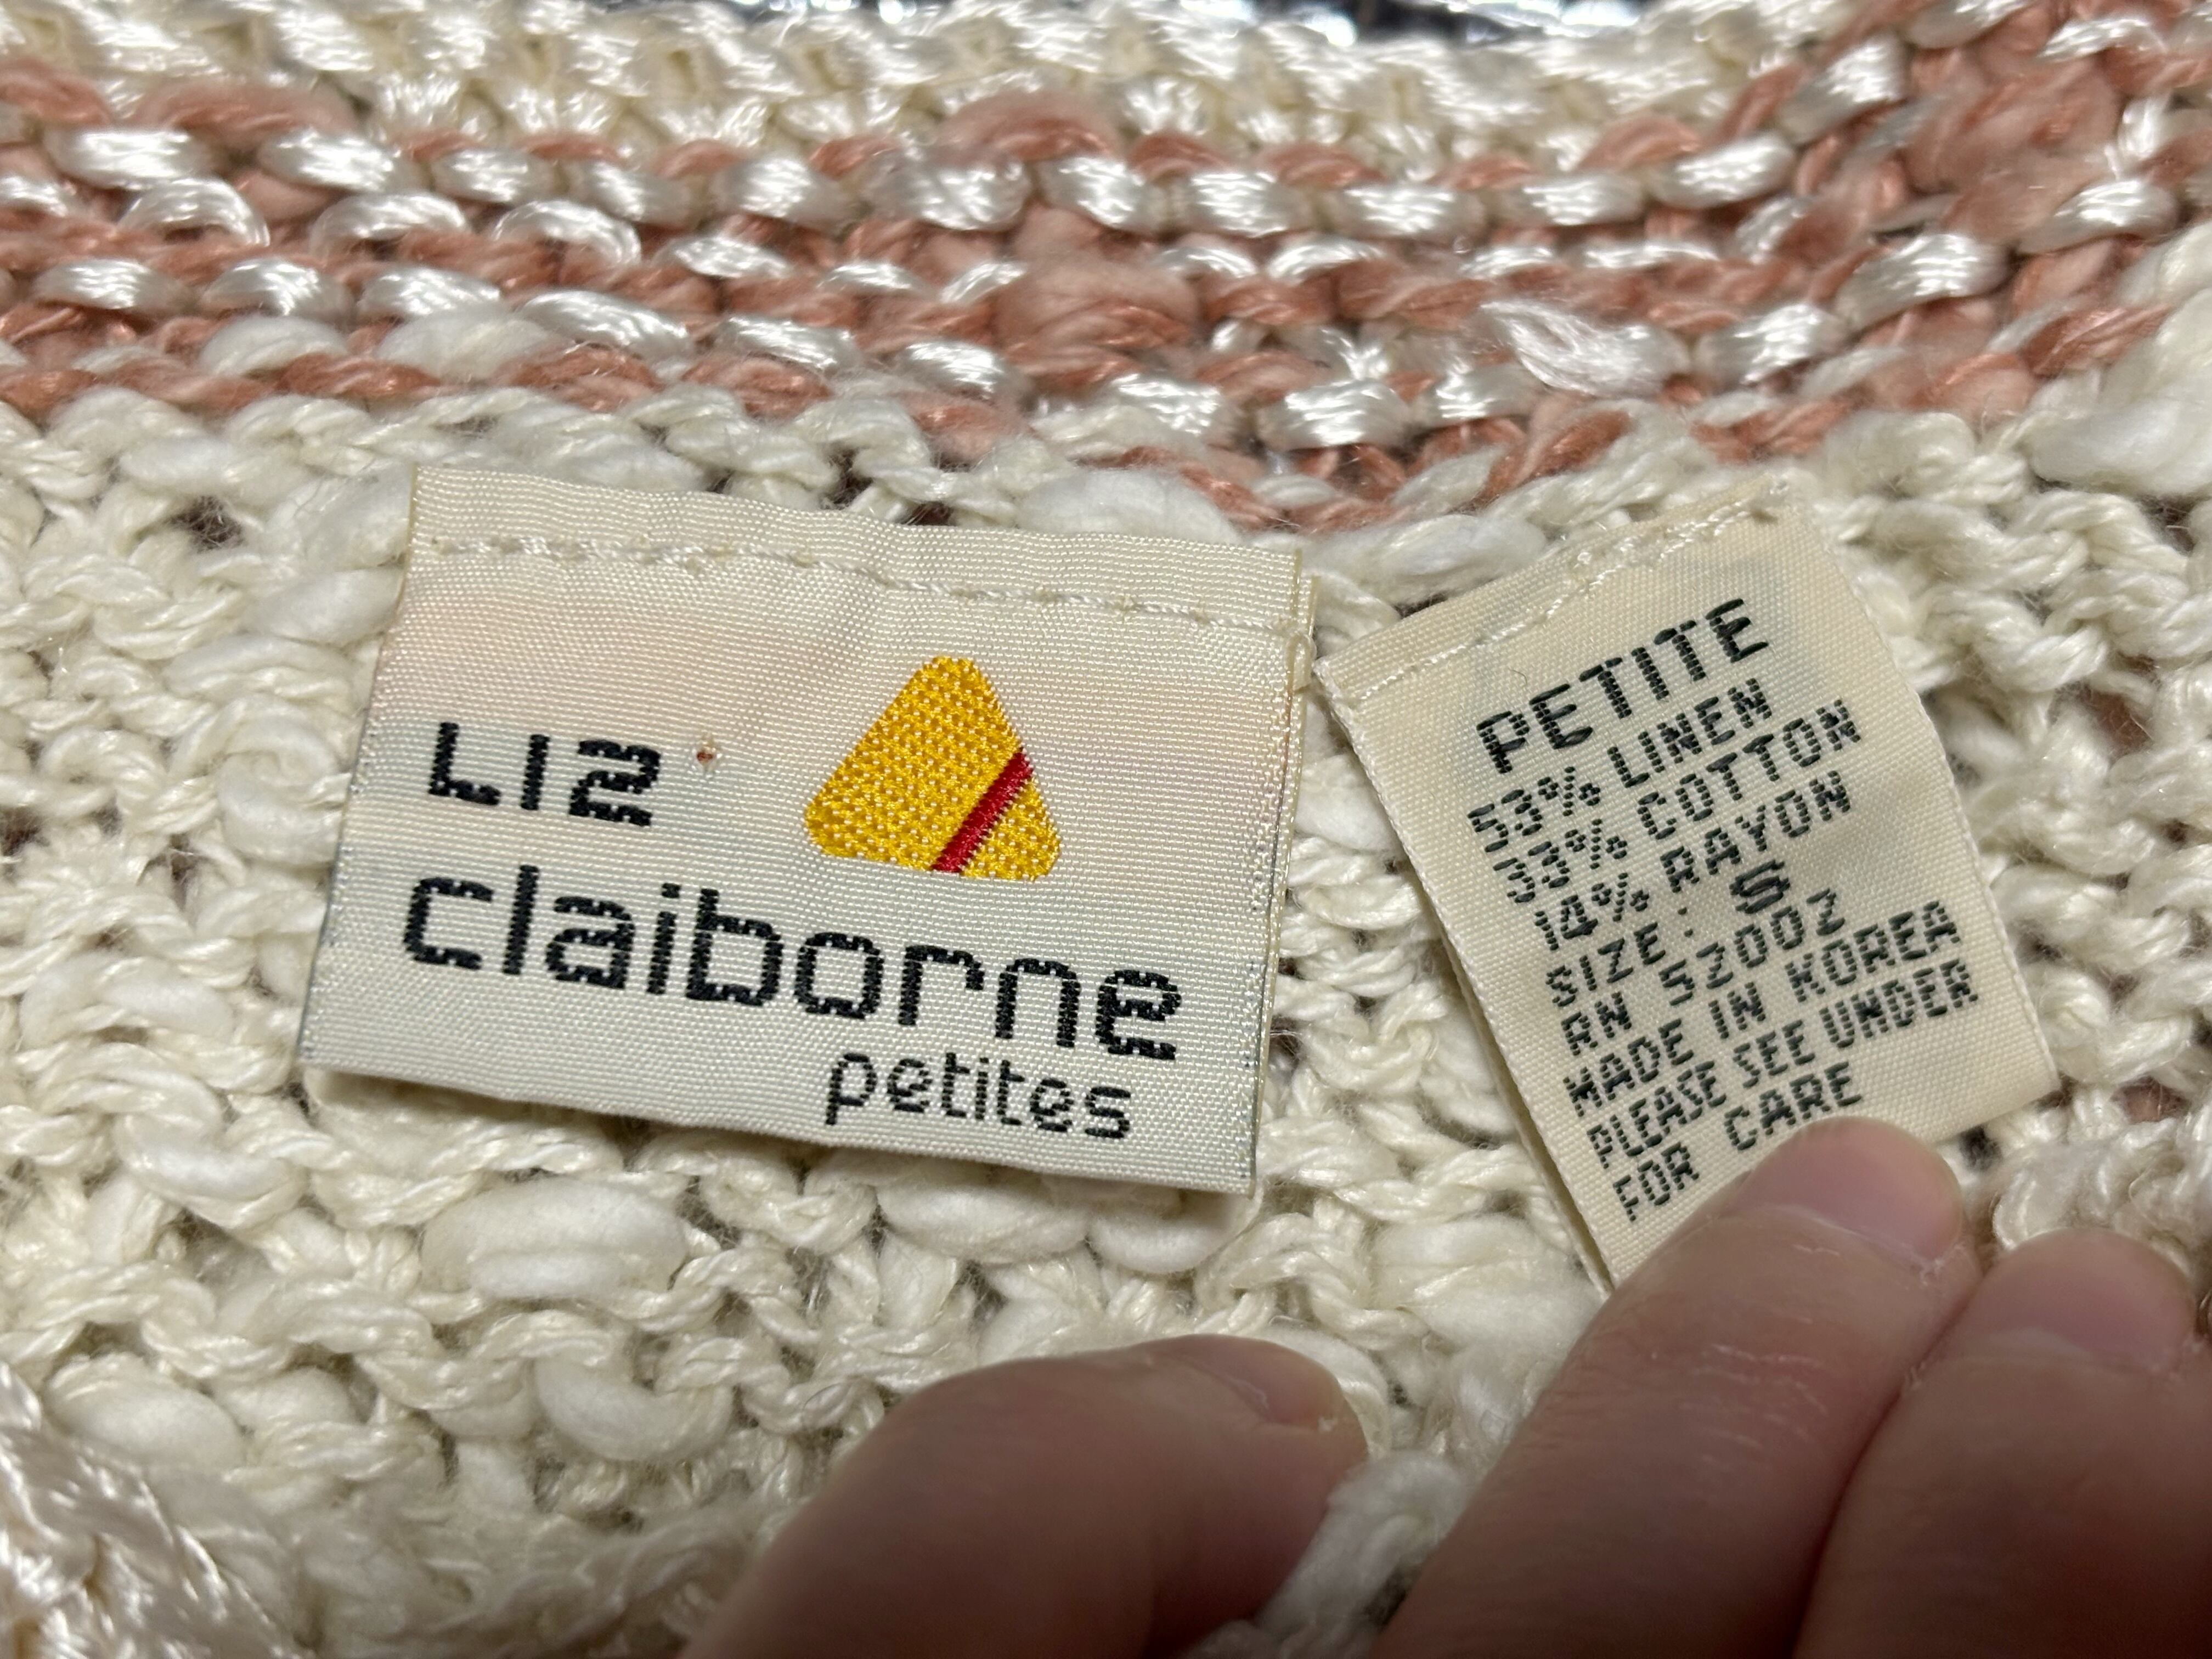 LIZ
claiborne
petites
PETITE
53% LINEN
33% COTTON
14% RAYON
SIZE: S
RN 52002
MADE IN KOREA
PLEASE SEE UNDER
FOR CARE